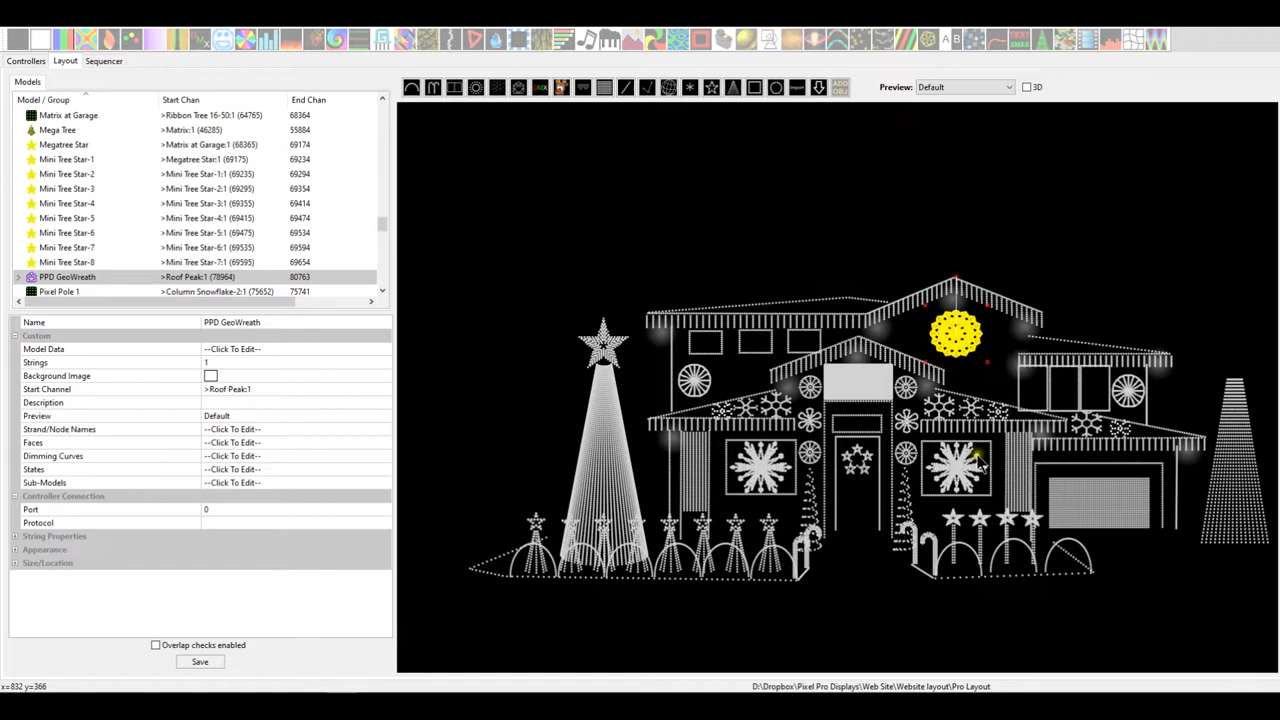 Controllers Layout Sequencer
Models
Preview: Default 3D
Model / Group Start Chan End Chan
Matrix at Garage >Ribbon Tree 16-50:1 (64765) 68364
Mega Tree >Matrix:1 (46285) 55884
Megatree Star >Matrix at Garage:1 (68365) 69174
Mini Tree Star-1 >Megatree Star:1 (69175) 69234
Mini Tree Star-2 >Mini Tree Star-1:1 (69235) 69294
Mini Tree Star-3 >Mini Tree Star-2:1 (69295) 69354
Mini Tree Star-4 >Mini Tree Star-3:1 (69355) 69414
Mini Tree Star-5 >Mini Tree Star-4:1 (69415) 69474
Mini Tree Star-6 >Mini Tree Star-5:1 (69475) 69534
Mini Tree Star-7 >Mini Tree Star-6:1 (69535) 69594
Mini Tree Star-8 >Mini Tree Star-7:1 (69595) 69654
PPD GeoWreath >Roof Peak:1 (78964) 80763
Pixel Pole 1 >Column Snowflake-2:1 (75652) 75741
Name PPD GeoWreath
Custom
Model Data --Click To Edit--
Strings 1
Background Image
Start Channel >Roof Peak:1
Description
Preview Default
Strand/Node Names --Click To Edit--
Faces --Click To Edit--
Dimming Curves --Click To Edit--
States --Click To Edit--
Sub-Models --Click To Edit--
Controller Connection
Port 0
Protocol
String Properties
Appearance
Size/Location
Overlap checks enabled
Save
x=832 y=366 D:\Dropbox\Pixel Pro Displays\Web Site\Website layout\Pro Layout